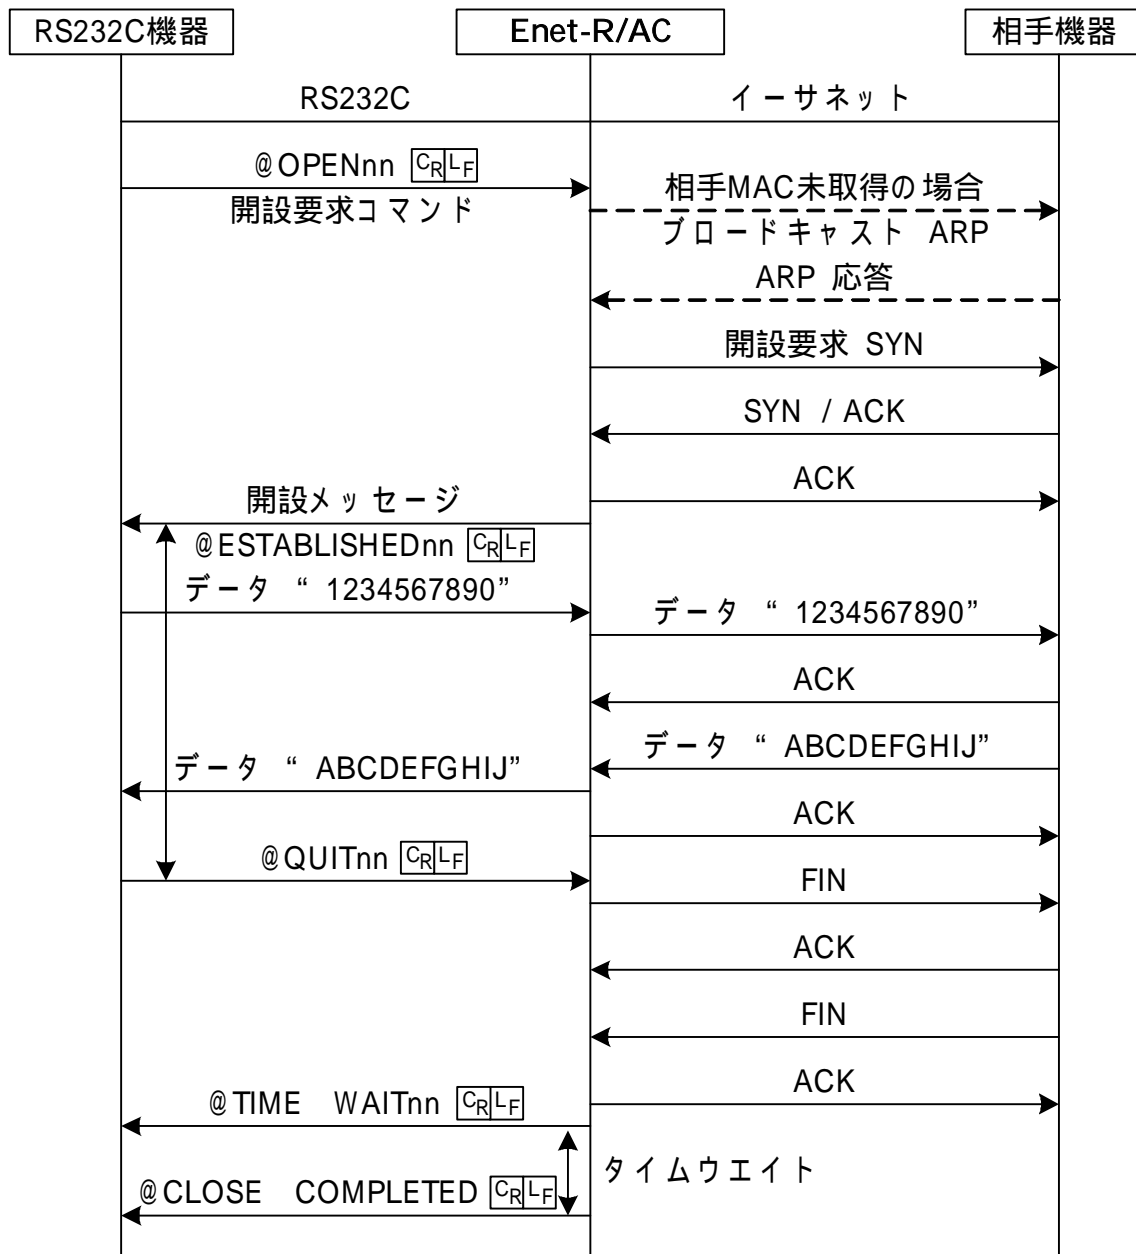 RS232C機器
Enet-R/AC
相手機器
RS232C
イーサネット
@OPENnn CRLF
開設要求コマンド
相手MAC未取得の場合
ブロードキャスト ARP
ARP 応答
開設要求 SYN
SYN / ACK
ACK
開設メッセージ
@ESTABLISHEDnn CRLF
データ “ 1234567890”
データ “ 1234567890”
ACK
データ “ ABCDEFGHIJ”
データ “ ABCDEFGHIJ”
ACK
@QUITnn CRLF
FIN
ACK
FIN
ACK
@TIME WAITnn CRLF
タイムウエイト
@CLOSE COMPLETED CRLF